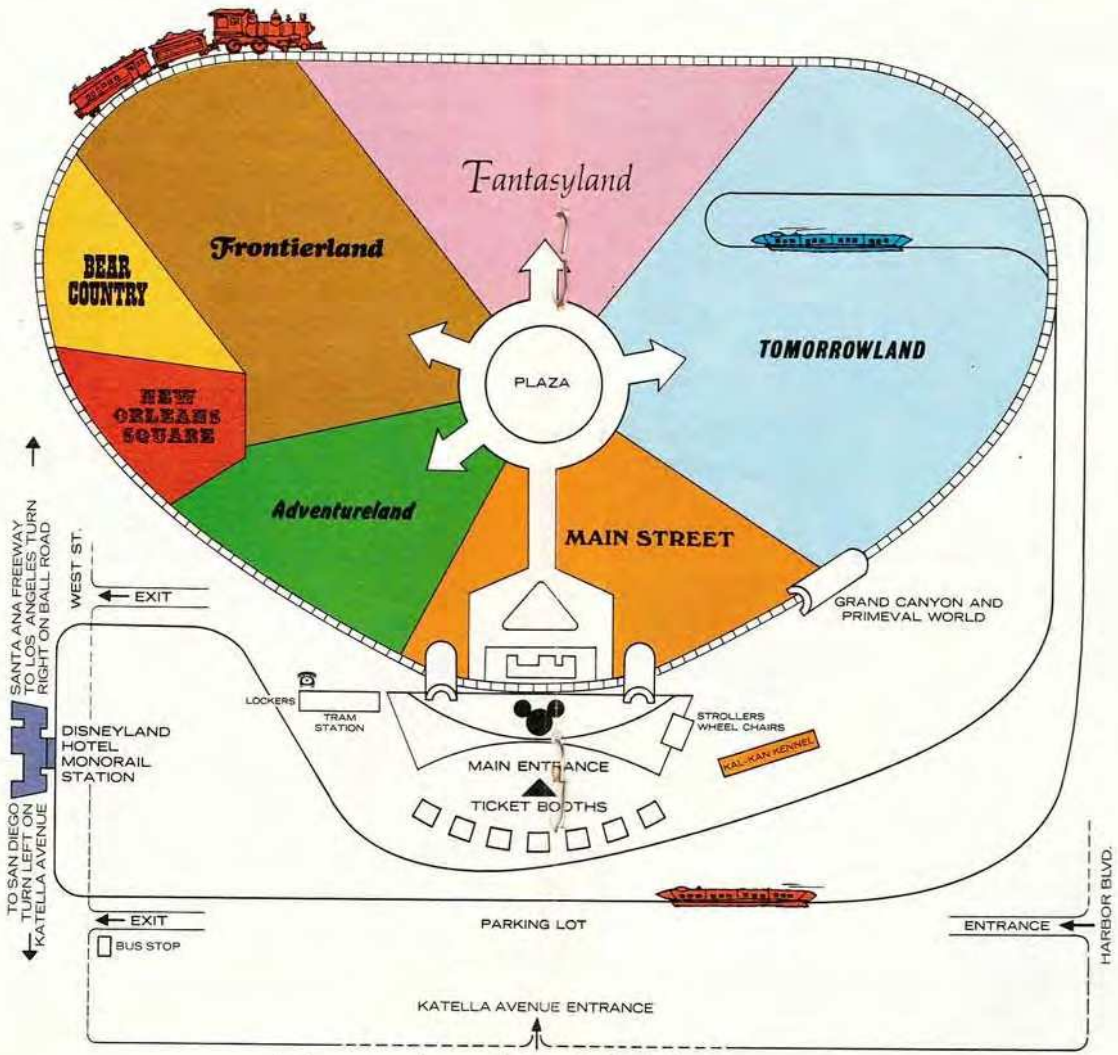 Fantasyland
Frontierland
BEAR
COUNTRY
TOMORROWLAND
PLAZA
NEW
ORLEANS
SQUARE
Adventureland
MAIN STREET
GRAND CANYON AND
PRIMEVAL WORLD
SANTA ANA FREEWAY
TO LOS ANGELES TURN
RIGHT ON BALL ROAD
WEST ST.
EXIT
LOCKERS
TRAM
STATION
STROLLERS
WHEEL CHAIRS
KAL-KAN KENNEL
MAIN ENTRANCE
TICKET BOOTHS
DISNEYLAND
HOTEL
MONORAIL
STATION
TO SAN DIEGO
TURN LEFT ON
KATELLA AVENUE
EXIT
BUS STOP
PARKING LOT
ENTRANCE
HARBOR BLVD.
KATELLA AVENUE ENTRANCE